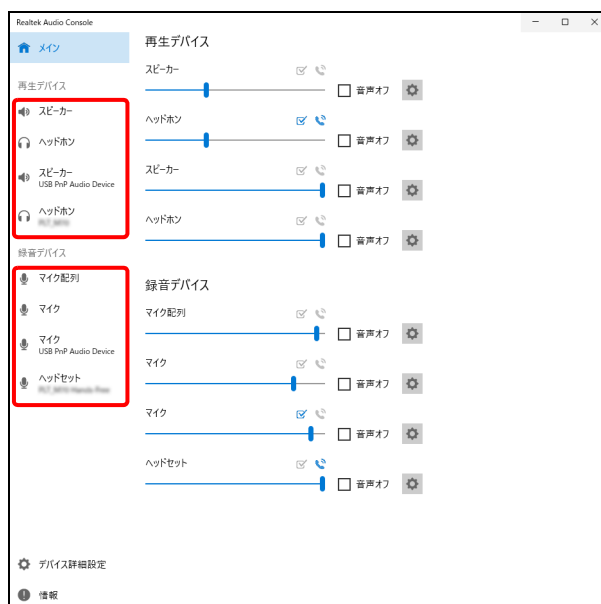 Realtek Audio Console
メイン
再生デバイス
スピーカー
ヘッドホン
スピーカー
USB PnP Audio Device
ヘッドホン
録音デバイス
マイク配列
マイク
マイク
USB PnP Audio Device
ヘッドセット
デバイス詳細設定
情報
再生デバイス
スピーカー
音声オフ
ヘッドホン
音声オフ
スピーカー
音声オフ
ヘッドホン
音声オフ
録音デバイス
マイク配列
音声オフ
マイク
音声オフ
マイク
音声オフ
ヘッドセット
音声オフ